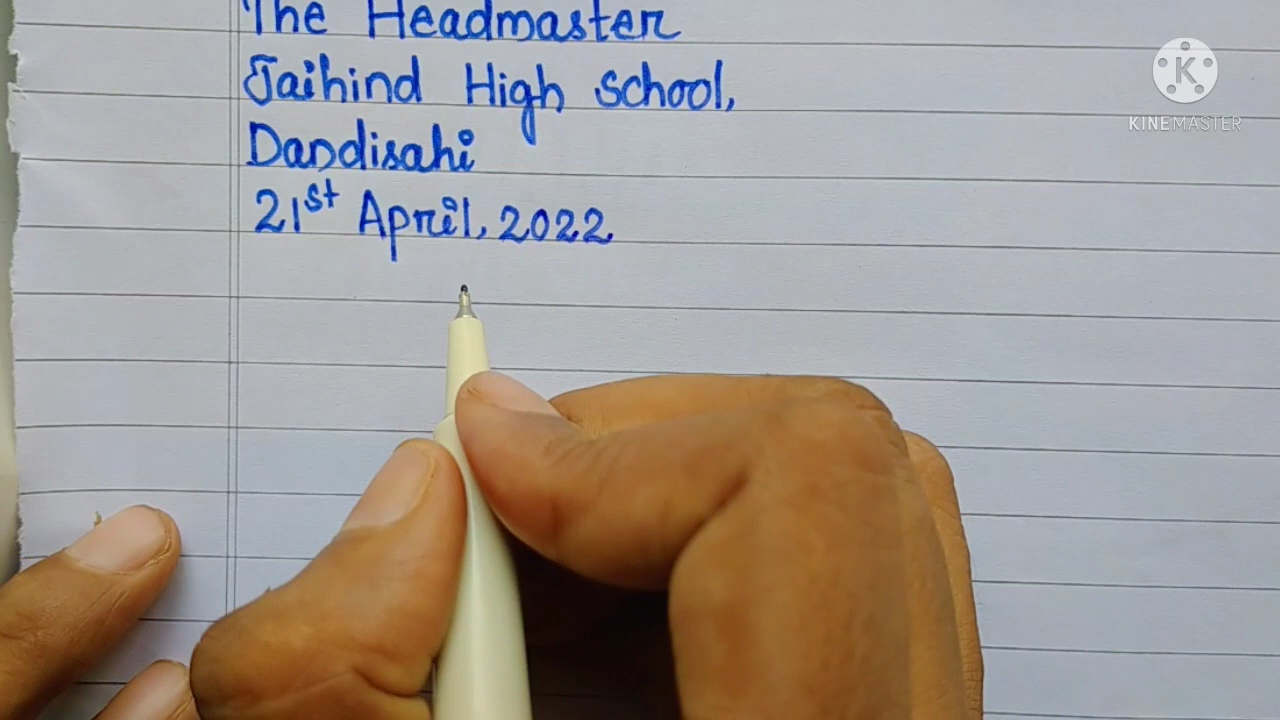 The Headmaster
Jaihind High School,
Dandisahi
21st April, 2022
KINEMASTER